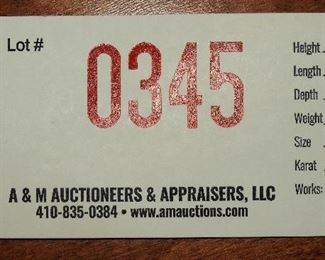 Lot #
0345
Height
Length
Depth
Weight
Size
Karat
Works:
A & M AUCTIONEERS & APPRAISERS, LLC
410-835-0384 • www.amauctions.com